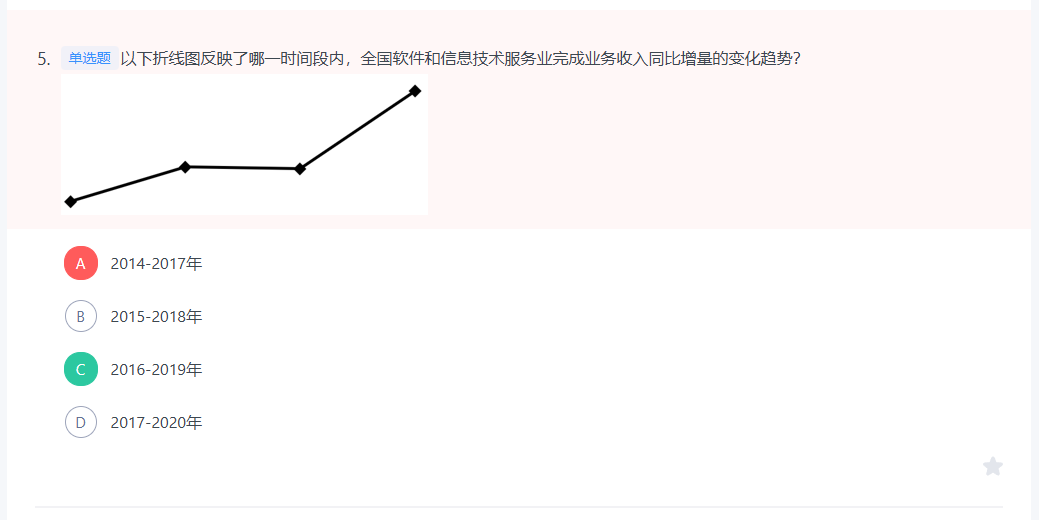 5. 单选题 以下折线图反映了哪一时间段内，全国软件和信息技术服务业完成业务收入同比增量的变化趋势？
A 2014-2017年
B 2015-2018年
C 2016-2019年
D 2017-2020年